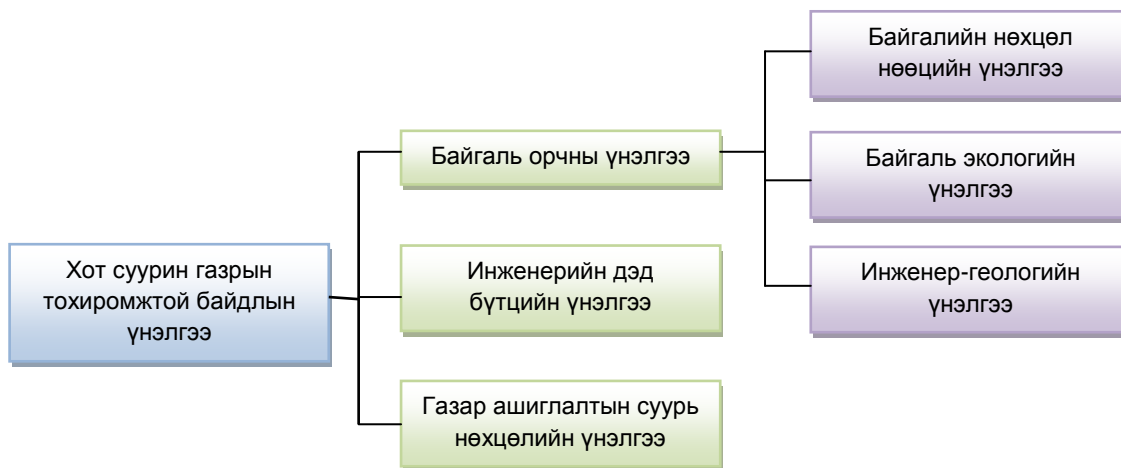 Хот суурин газрын
тохиромжтой байдлын
үнэлгээ
Байгаль орчны үнэлгээ
Инженерийн дэд
бүтцийн үнэлгээ
Газар ашиглалтын суурь
нөхцөлийн үнэлгээ
Байгалийн нөхцөл
нөөцийн үнэлгээ
Байгаль экологийн
үнэлгээ
Инженер-геологийн
үнэлгээ